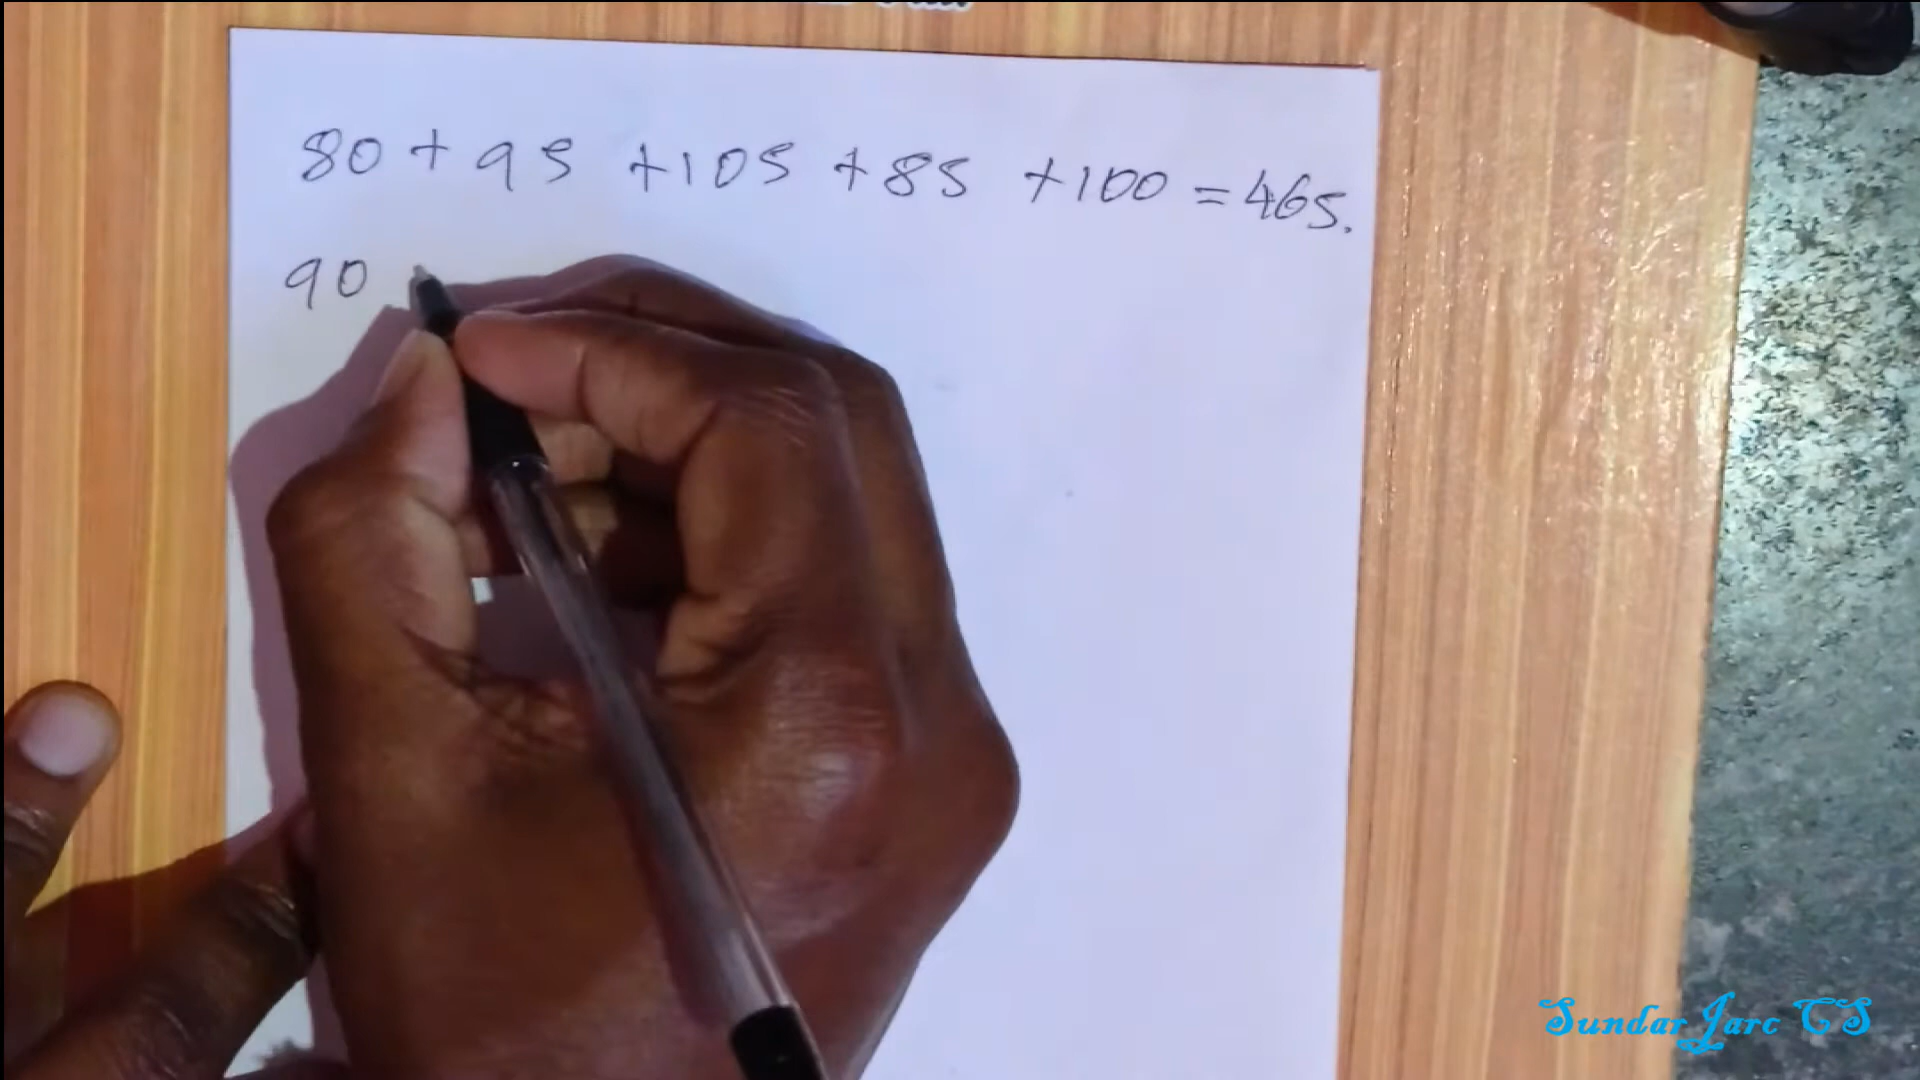 80 + 95 + 105 + 85 + 100 = 465.
90
Sundar Jarc CS